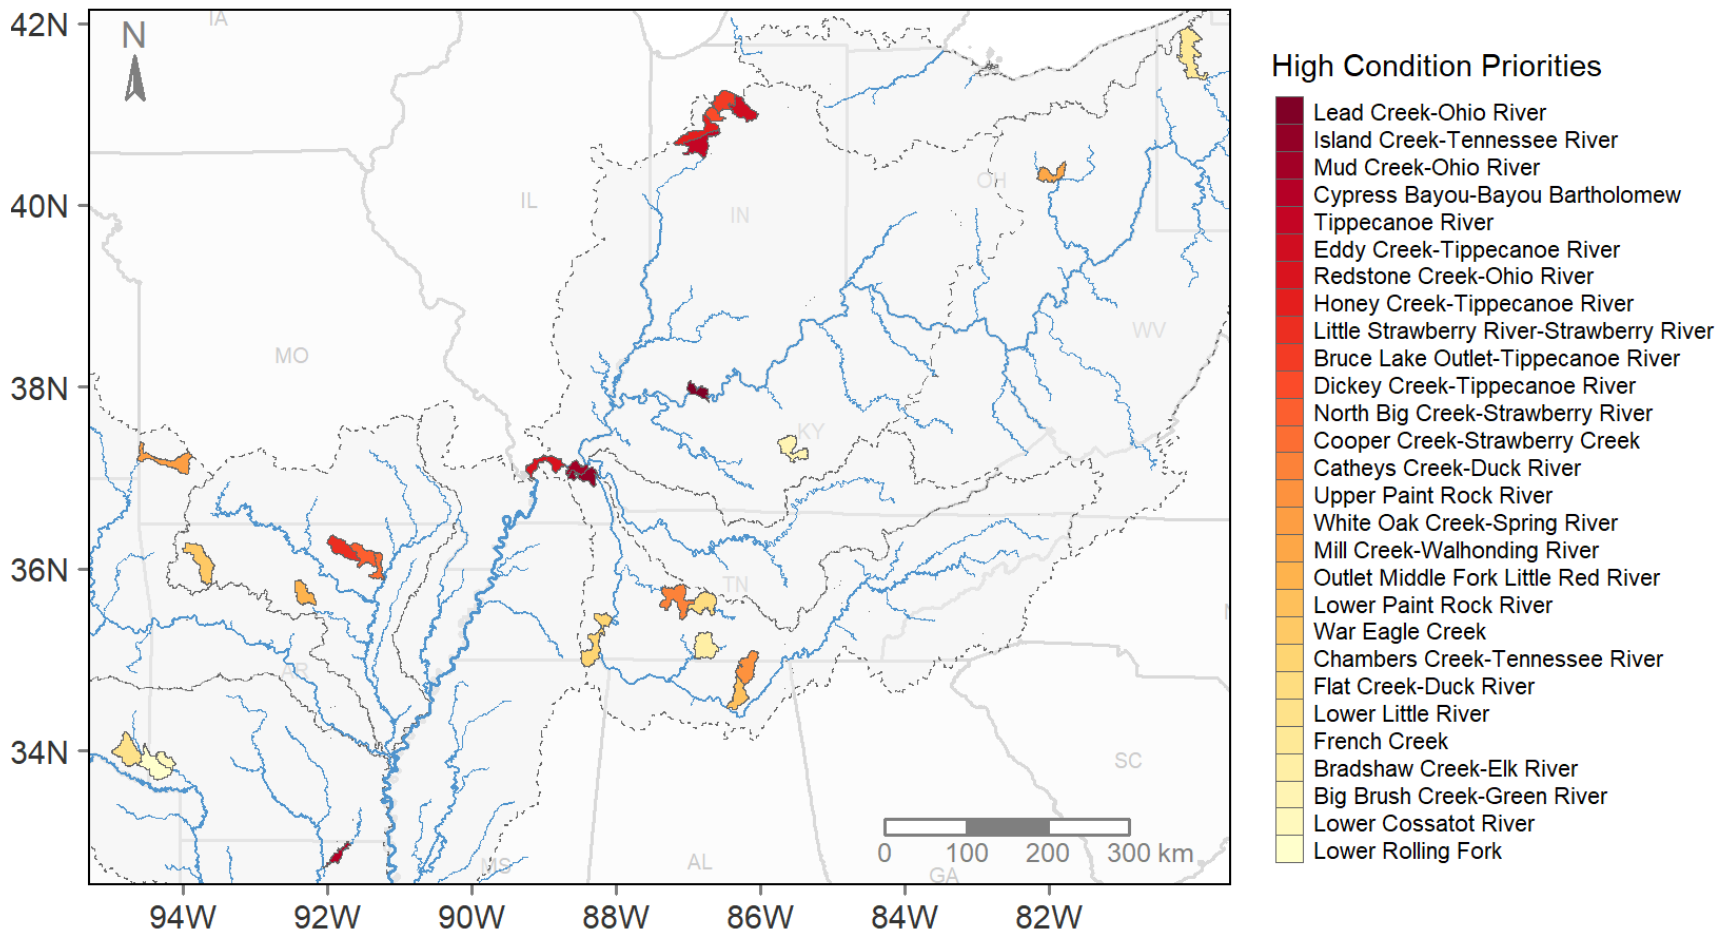 42N
40N
38N
36N
34N
94W
92W
90W
88W
86W
84W
82W
N
IA
IL
IN
OH
MO
WV
KY
TN
AR
MS
AL
GA
SC
0
100
200
300 km
High Condition Priorities
Lead Creek-Ohio River
Island Creek-Tennessee River
Mud Creek-Ohio River
Cypress Bayou-Bayou Bartholomew
Tippecanoe River
Eddy Creek-Tippecanoe River
Redstone Creek-Ohio River
Honey Creek-Tippecanoe River
Little Strawberry River-Strawberry River
Bruce Lake Outlet-Tippecanoe River
Dickey Creek-Tippecanoe River
North Big Creek-Strawberry River
Cooper Creek-Strawberry Creek
Catheys Creek-Duck River
Upper Paint Rock River
White Oak Creek-Spring River
Mill Creek-Walhonding River
Outlet Middle Fork Little Red River
Lower Paint Rock River
War Eagle Creek
Chambers Creek-Tennessee River
Flat Creek-Duck River
Lower Little River
French Creek
Bradshaw Creek-Elk River
Big Brush Creek-Green River
Lower Cossatot River
Lower Rolling Fork